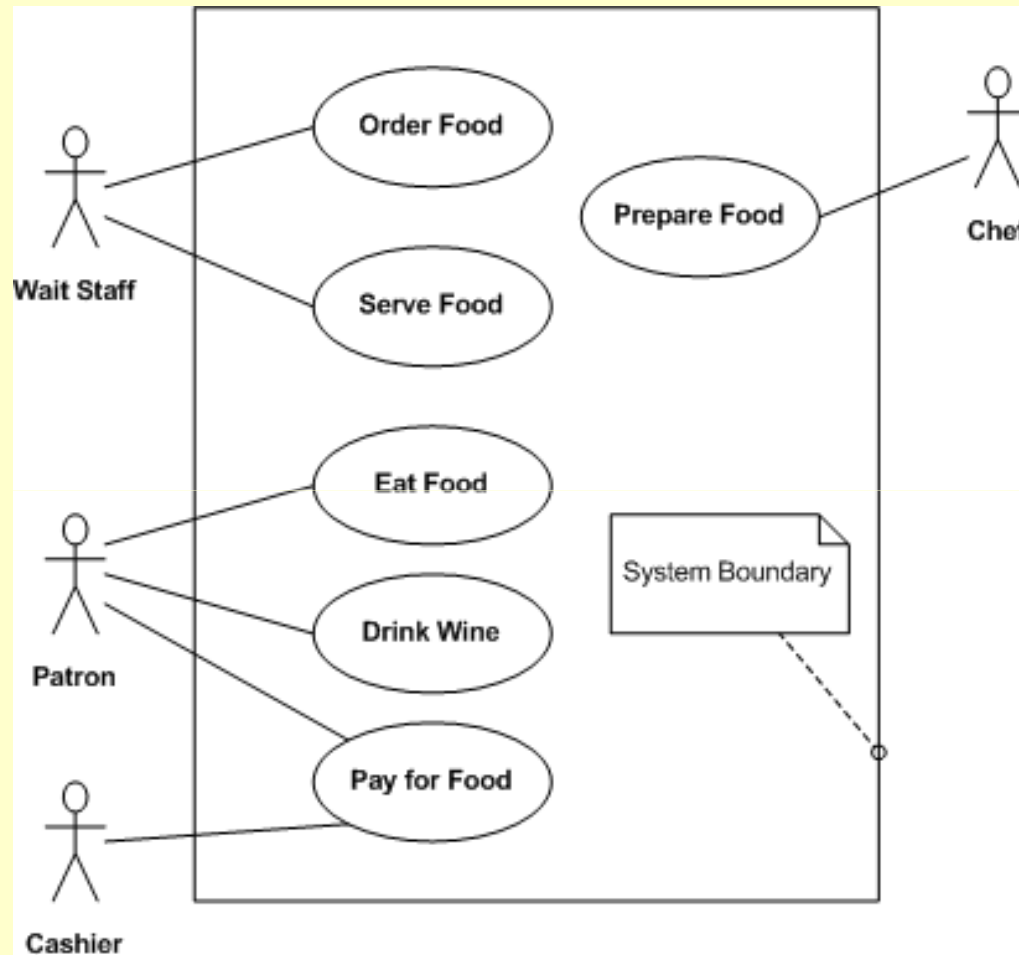 Order Food
Prepare Food
Chef
Wait Staff
Serve Food
Eat Food
System Boundary
Drink Wine
Patron
Pay for Food
Cashier